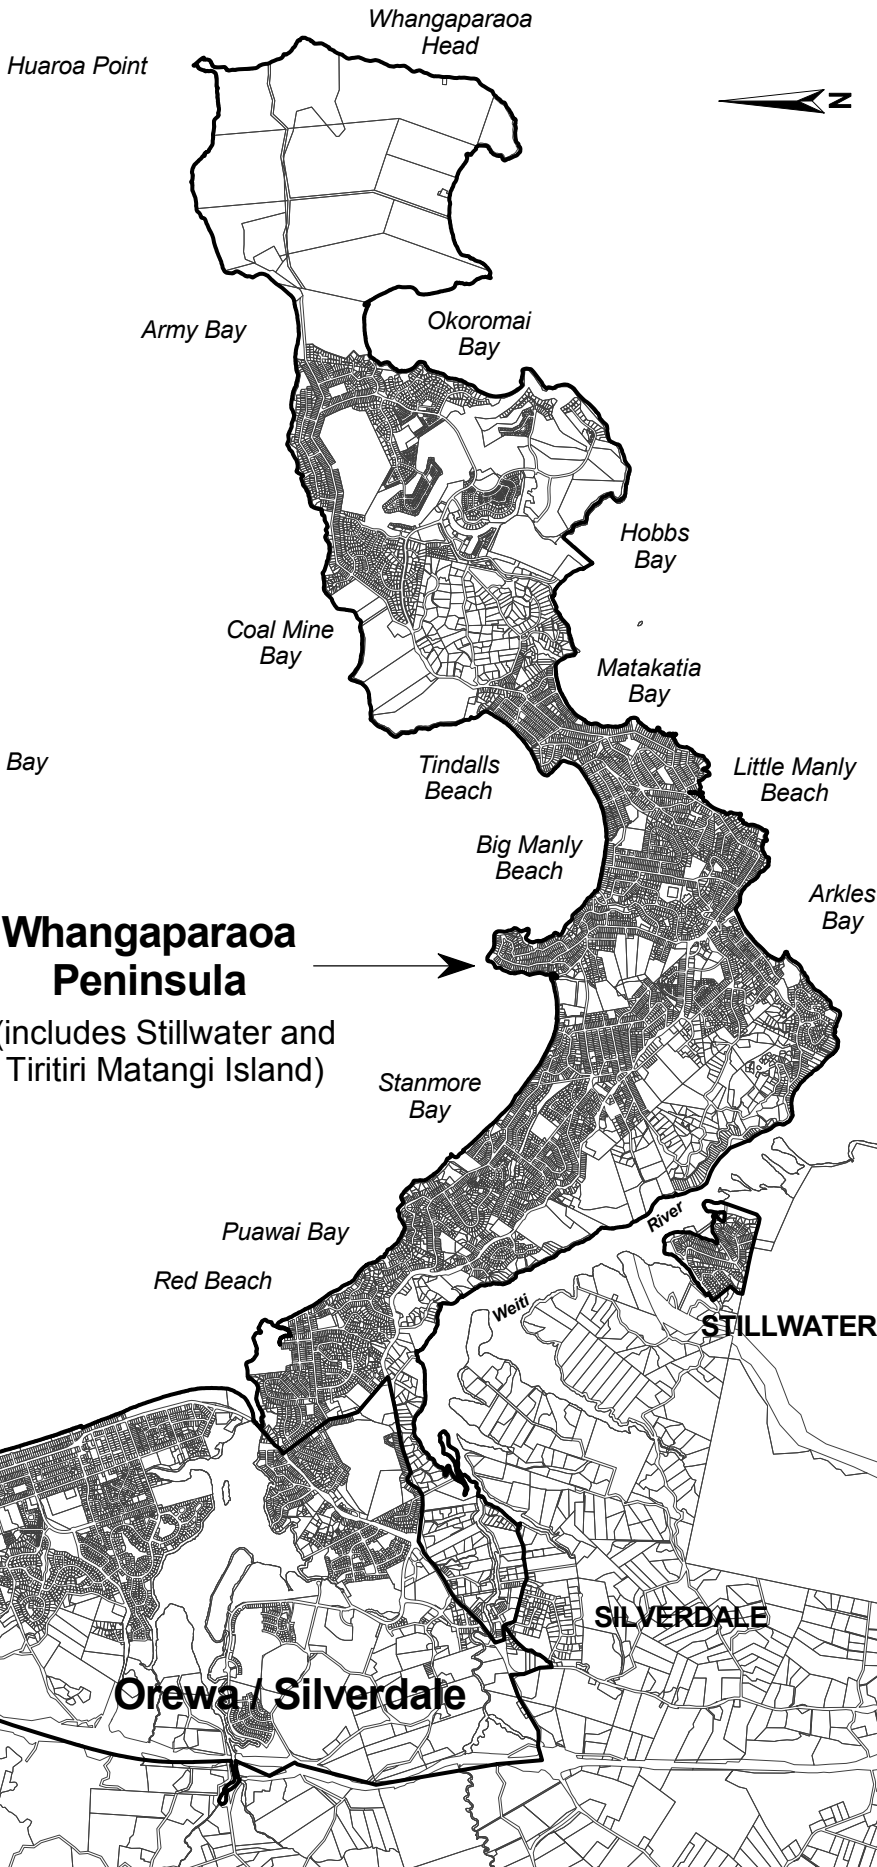 Whangaparaoa
Head
Huaroa Point
N
Army Bay
Okoromai
Bay
Hobbs
Bay
Coal Mine
Bay
Matakatia
Bay
Bay
Tindalls
Beach
Little Manly
Beach
Big Manly
Beach
Arkles
Bay
Whangaparaoa
Peninsula
(includes Stillwater and
Tiritiri Matangi Island)
Stanmore
Bay
Puawai Bay
River
Red Beach
Weiti
STILLWATER
SILVERDALE
Orewa / Silverdale